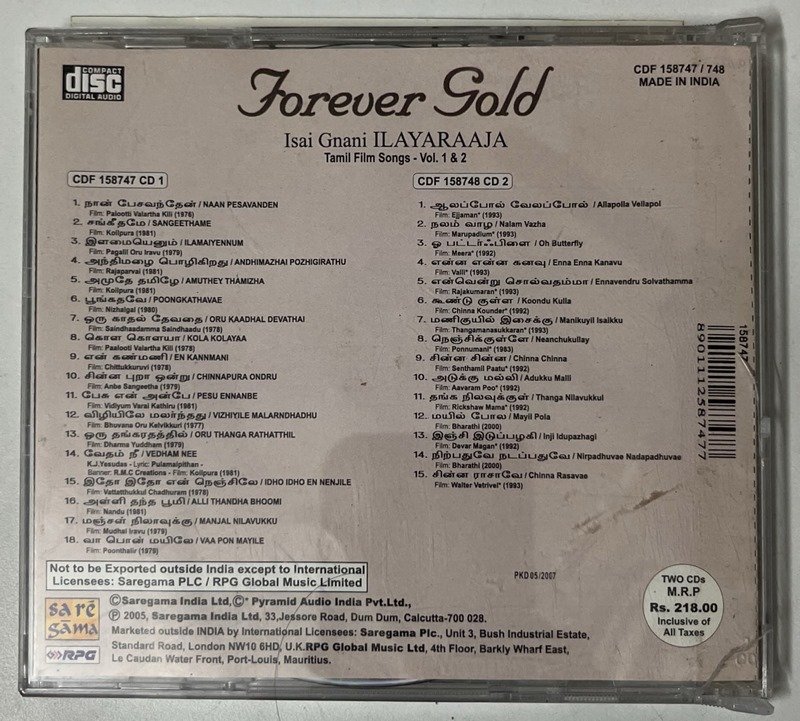 COMPACT
disc
DIGITAL AUDIO
Forever Gold
CDF 158747 / 748
MADE IN INDIA
Isai Gnani ILAYARAAJA
Tamil Film Songs - Vol. 1 & 2
CDF 158747 CD 1
1. நான் பேசவந்தேன் / NAAN PESAVANDEN
Film: Palootti Valartha Kili (1976)
2. சங்கீதமே / SANGEETHAME
Film: Koilpura (1981)
3. இளமையெனும் / ILAMAIYENNUM
Film: Pagalil Oru Iravu (1979)
4. அந்திமழை பொழிகிறது / ANDHIMAZHAI POZHIGIRATHU
Film: Rajaparvai (1981)
5. அமுதே தமிழே / AMUTHEY THAMIZHA
Film: Koilpura (1981)
6. பூங்கதவே / POONGKATHAVAE
Film: Nizhalgal (1980)
7. ஒரு காதல் தேவதை / ORU KAADHAL DEVATHAI
Film: Saindhaadamma Saindhaadu (1978)
8. கொல கொலயா / KOLA KOLAYAA
Film: Paalooti Valartha Kili (1978)
9. என் கண்மணி / EN KANNMANI
Film: Chittukkuruvi (1978)
10. சின்ன புறா ஒன்று / CHINNAPURA ONDRU
Film: Anbe Sangeetha (1979)
11. பேசு என் அன்பே / PESU ENNANBE
Film: Vidiyum Varai Kathiru (1981)
12. விழியிலே மலர்ந்தது / VIZHIYILE MALARNDHADHU
Film: Bhuvana Oru Kelvikkuri (1977)
13. ஒரு தங்கரதத்தில் / ORU THANGA RATHATTHIL
Film: Dharma Yuddham (1979)
14. வேதம் நீ / VEDHAM NEE
K.J.Yesudas - Lyric: Pulamaipithan -
Banner: R.M.C Creations - Film: Koilpura (1981)
15. இதோ இதோ என் நெஞ்சிலே / IDHO IDHO EN NENJILE
Film: Vattatthukkul Chadhuram (1978)
16. அள்ளி தந்த பூமி / ALLI THANDHA BHOOMI
Film: Nandu (1981)
17. மஞ்சள் நிலாவுக்கு / MANJAL NILAVUKKU
Film: Mudhal Iravu (1979)
18. வா பொன் மயிலே / VAA PON MAYILE
Film: Poonthalir (1979)
CDF 158748 CD 2
1. ஆலப்போல் வேலப்போல் / Allapolla Vellapol
Film: Ejjaman* (1993)
2. நலம் வாழ / Nalam Vazha
Film: Marupadium* (1993)
3. ஓ பட்டர்ஃபிளை / Oh Butterfly
Film: Meera* (1992)
4. என்ன என்ன கனவு / Enna Enna Kanavu
Film: Valli* (1993)
5. என்வென்று சொல்வதம்மா / Ennavendru Solvathamma
Film: Rajakumaran* (1993)
6. கூண்டு குள்ள / Koondu Kulla
Film: Chinna Kounder* (1992)
7. மணிகுயில் இசைக்கு / Manikuyil Isaikku
Film: Thangamanasukkaran* (1993)
8. நெஞ்சிக்குள்ளே / Neanchukullay
Film: Ponnumani* (1983)
9. சின்ன சின்ன / Chinna Chinna
Film: Senthamil Paatu* (1992)
10. அடுக்கு மல்லி / Adukku Malli
Film: Aavaram Poo* (1992)
11. தங்க நிலவுக்குள் / Thanga Nilavukkul
Film: Rickshaw Mama* (1992)
12. மயில் போல / Mayil Pola
Film: Bharathi (2000)
13. இஞ்சி இடுப்பழகி / Inji Idupazhagi
Film: Devar Magan* (1992)
14. நிற்பதுவே நடப்பதுவே / Nirpadhuvae Nadapadhuvae
Film: Bharathi (2000)
15. சின்ன ராசாவே / Chinna Rasavae
Film: Walter Vetrivel* (1993)
158747
8901112587477
Not to be Exported outside India except to International
Licensees: Saregama PLC / RPG Global Music Limited
PKD 05/2007
TWO CDs
M.R.P
Rs. 218.00
Inclusive of
All Taxes
sarē
gāma
RPG
©Saregama India Ltd,©* Pyramid Audio India Pvt.Ltd.,
℗ 2005, Saregama India Ltd, 33,Jessore Road, Dum Dum, Calcutta-700 028.
Marketed outside INDIA by International Licensees: Saregama Plc., Unit 3, Bush Industrial Estate,
Standard Road, London NW10 6HD, U.K.RPG Global Music Ltd, 4th Floor, Barkly Wharf East,
Le Caudan Water Front, Port-Louis, Mauritius.